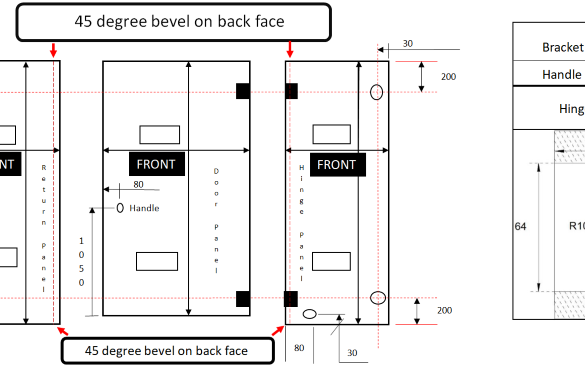 45 degree bevel on back face
30
200
Bracket
Handle
Hing
NT
FRONT
FRONT
Return Panel
Door Panel
Hinge Panel
80
Handle
1050
64
R10
200
80
30
45 degree bevel on back face